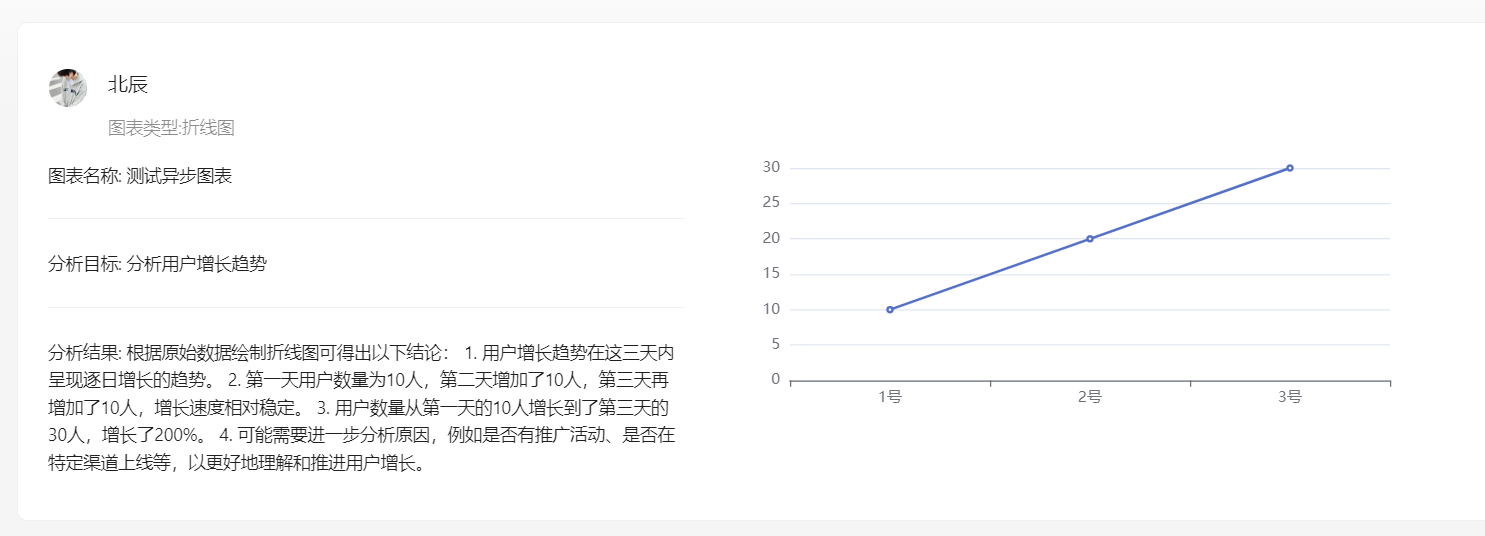 北辰
图表类型:折线图
图表名称: 测试异步图表
分析目标: 分析用户增长趋势
分析结果: 根据原始数据绘制折线图可得出以下结论： 1. 用户增长趋势在这三天内
呈现逐日增长的趋势。 2. 第一天用户数量为10人，第二天增加了10人，第三天再
增加了10人，增长速度相对稳定。 3. 用户数量从第一天的10人增长到了第三天的
30人，增长了200%。 4. 可能需要进一步分析原因，例如是否有推广活动、是否在
特定渠道上线等，以更好地理解和推进用户增长。
30
25
20
15
10
5
0
1号 2号 3号